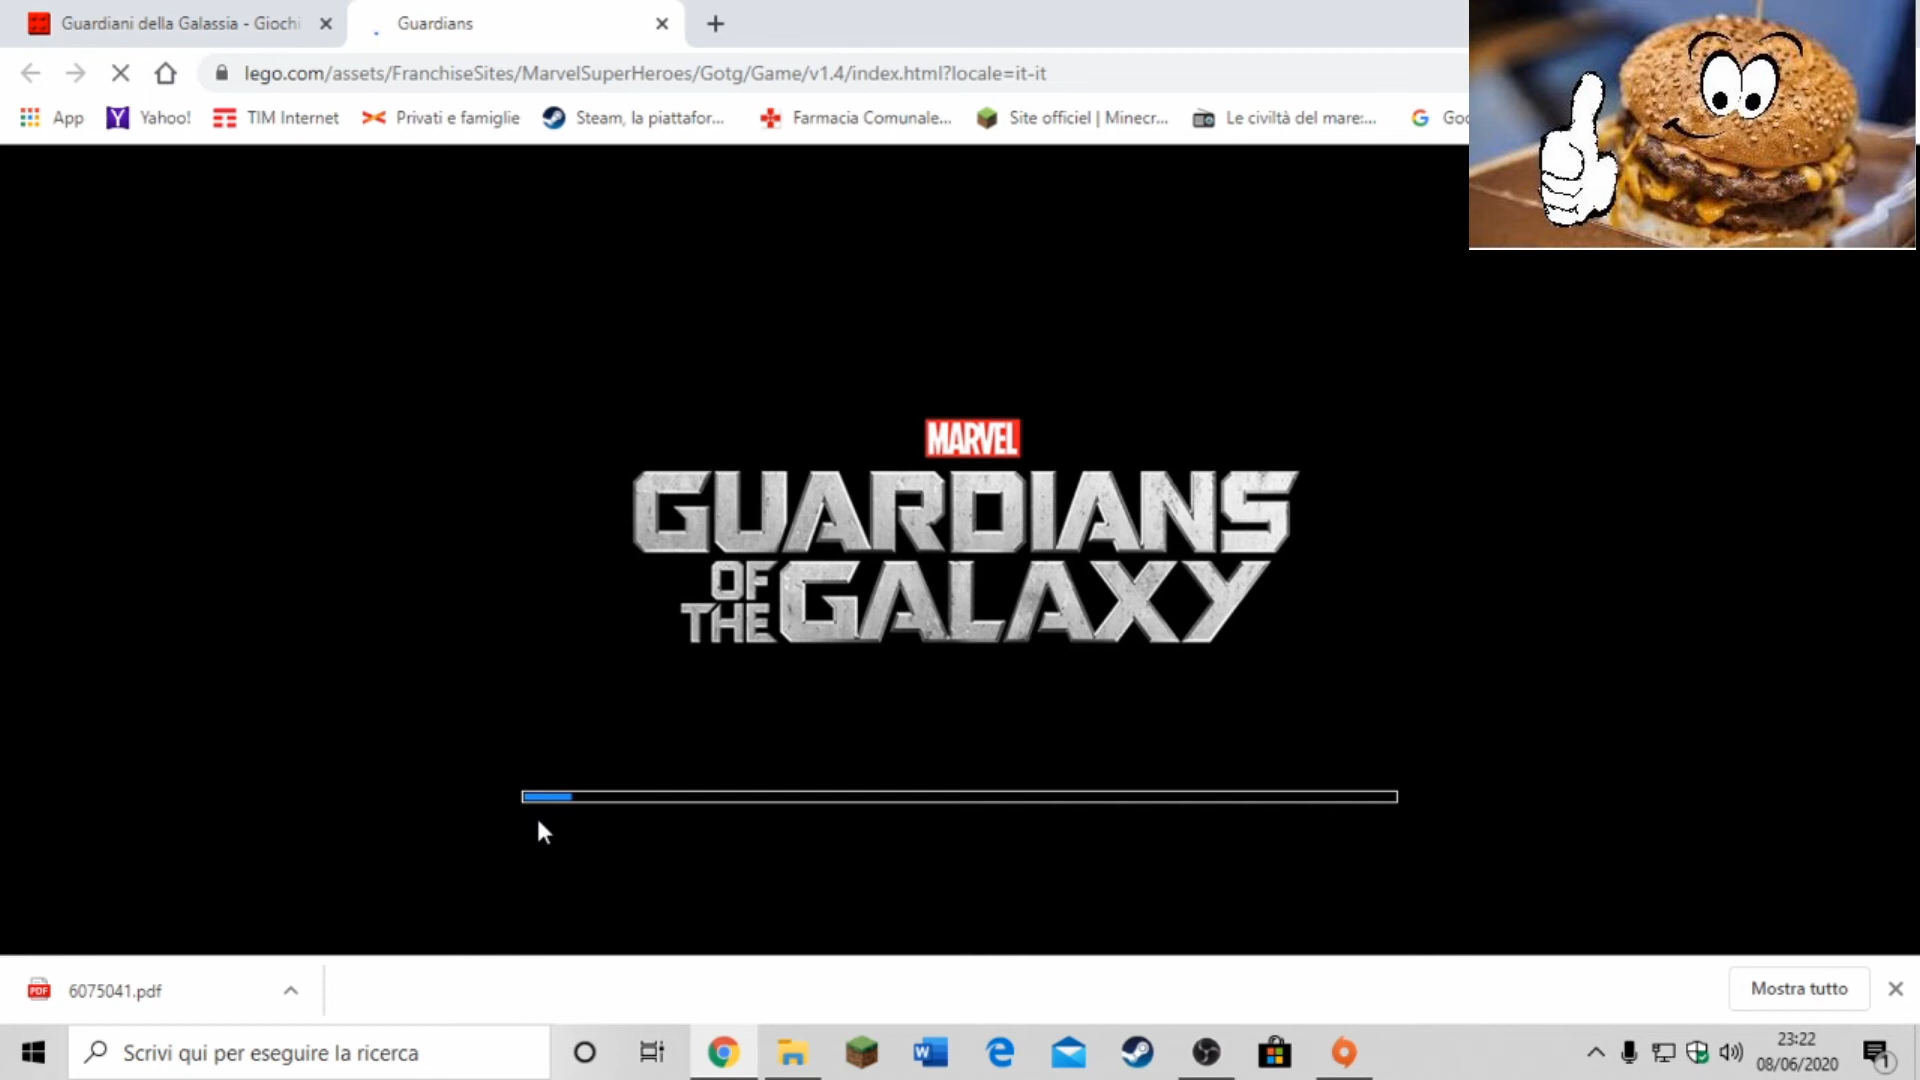 Guardiani della Galassia - Giochi
Guardians
lego.com/assets/FranchiseSites/MarvelSuperHeroes/Gotg/Game/v1.4/index.html?locale=it-it
App
Yahoo!
TIM Internet
Privati e famiglie
Steam, la piattafor...
Farmacia Comunale...
Site officiel | Minecr...
Le civiltà del mare:...
Goo
MARVEL
GUARDIANS
OF THE GALAXY
PDF
6075041.pdf
Mostra tutto
Scrivi qui per eseguire la ricerca
23:22
08/06/2020
1